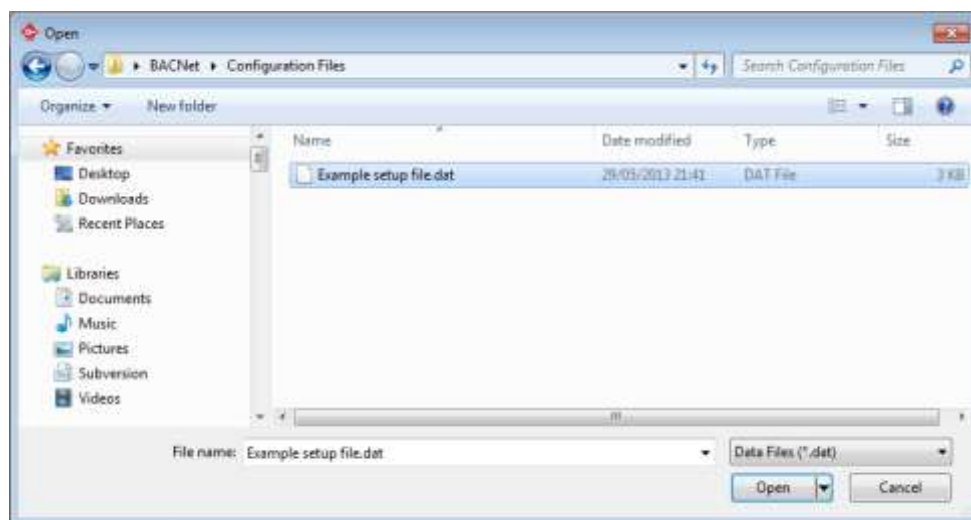 Open
BACNet Configuration Files
Search Configuration Files
Organize New folder
Name Date modified Type Size
Example setup file.dat 29/05/2013 21:41 DAT File 3 KB
Favorites
Desktop
Downloads
Recent Places
Libraries
Documents
Music
Pictures
Subversion
Videos
File name: Example setup file.dat Data Files (*.dat)
Open Cancel